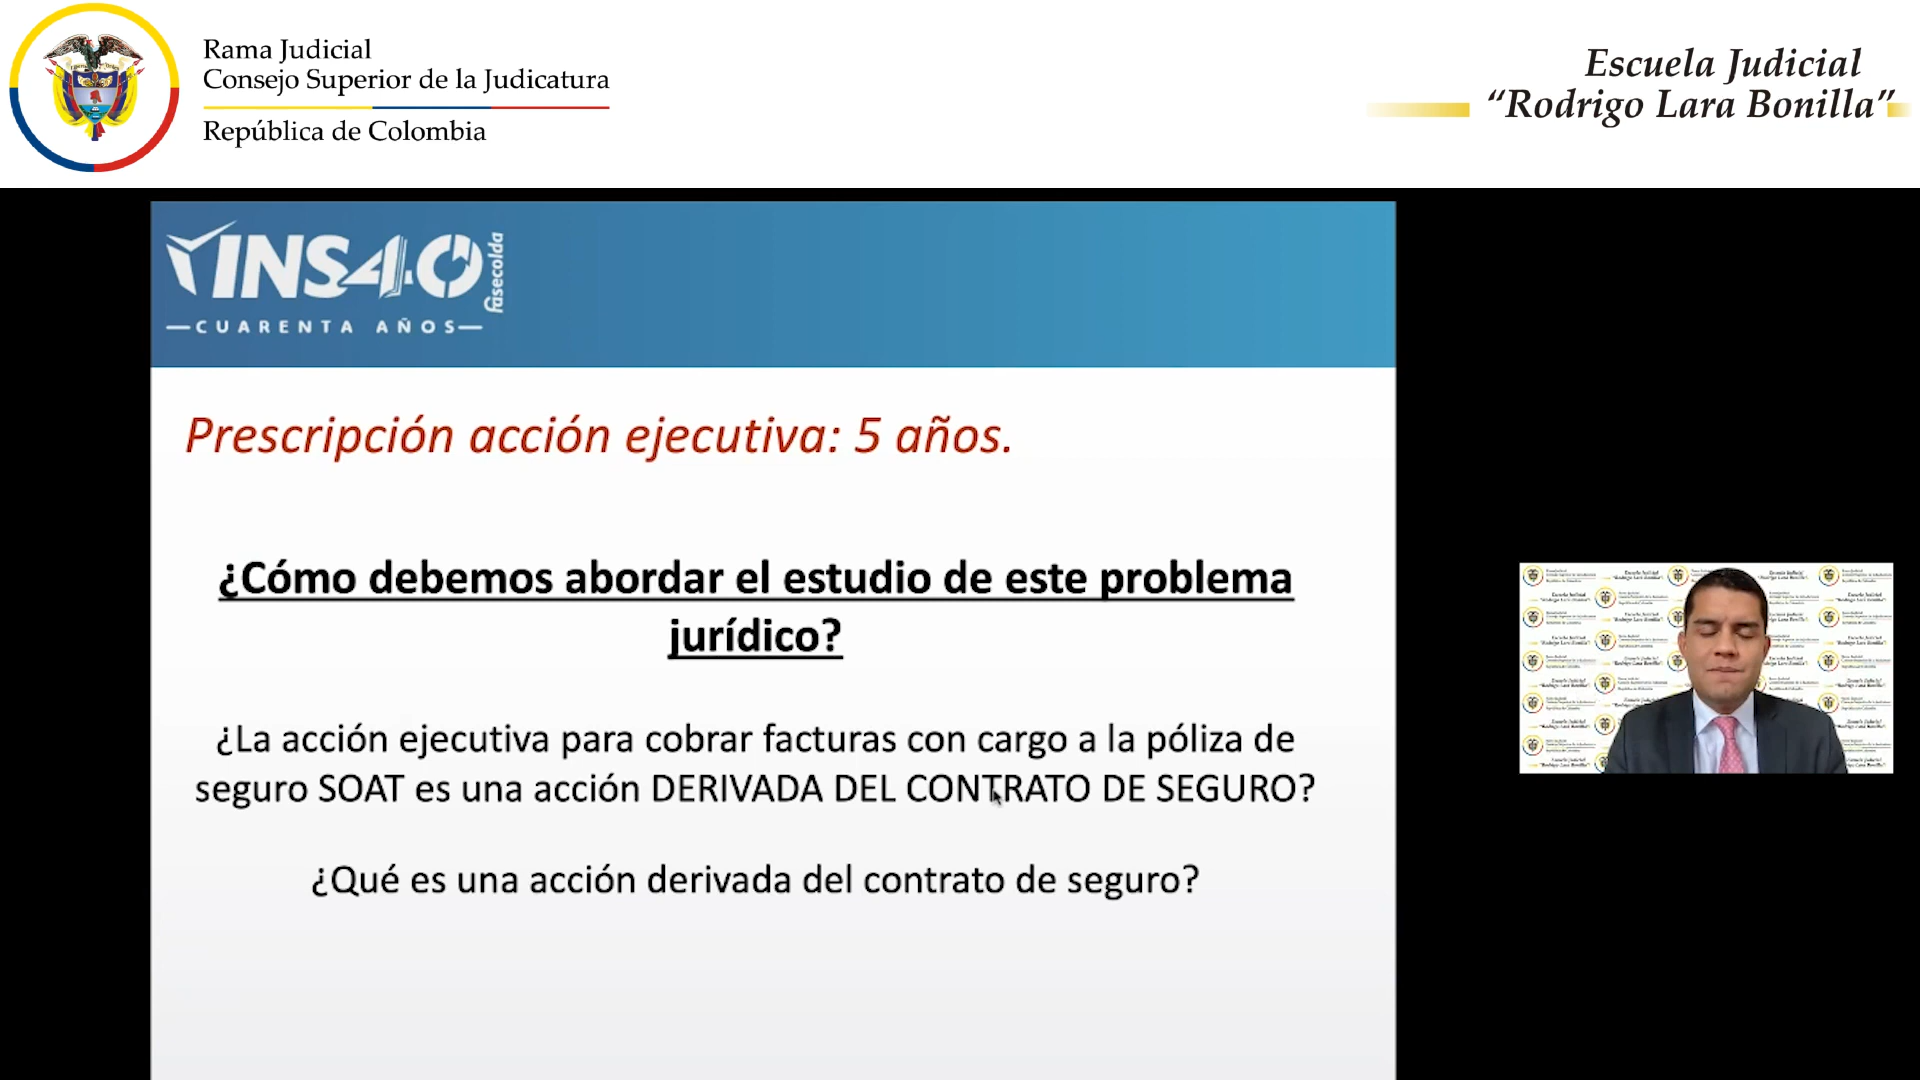 Rama Judicial
Consejo Superior de la Judicatura
República de Colombia
Escuela Judicial
“Rodrigo Lara Bonilla”
INS40
fasecolda
CUARENTA AÑOS
Prescripción acción ejecutiva: 5 años.
¿Cómo debemos abordar el estudio de este problema
jurídico?
¿La acción ejecutiva para cobrar facturas con cargo a la póliza de
seguro SOAT es una acción DERIVADA DEL CONTRATO DE SEGURO?
¿Qué es una acción derivada del contrato de seguro?